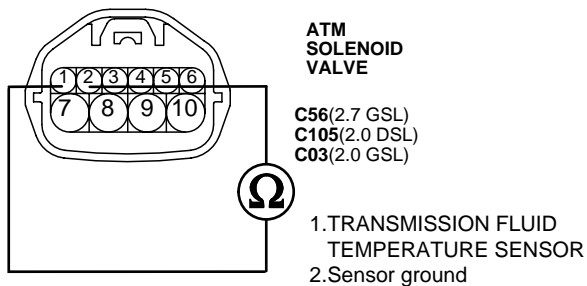 ATM
SOLENOID
VALVE
1 2 3 4 5 6
7 8 9 10
C56(2.7 GSL)
C105(2.0 DSL)
C03(2.0 GSL)
Ω
1.TRANSMISSION FLUID
TEMPERATURE SENSOR
2.Sensor ground